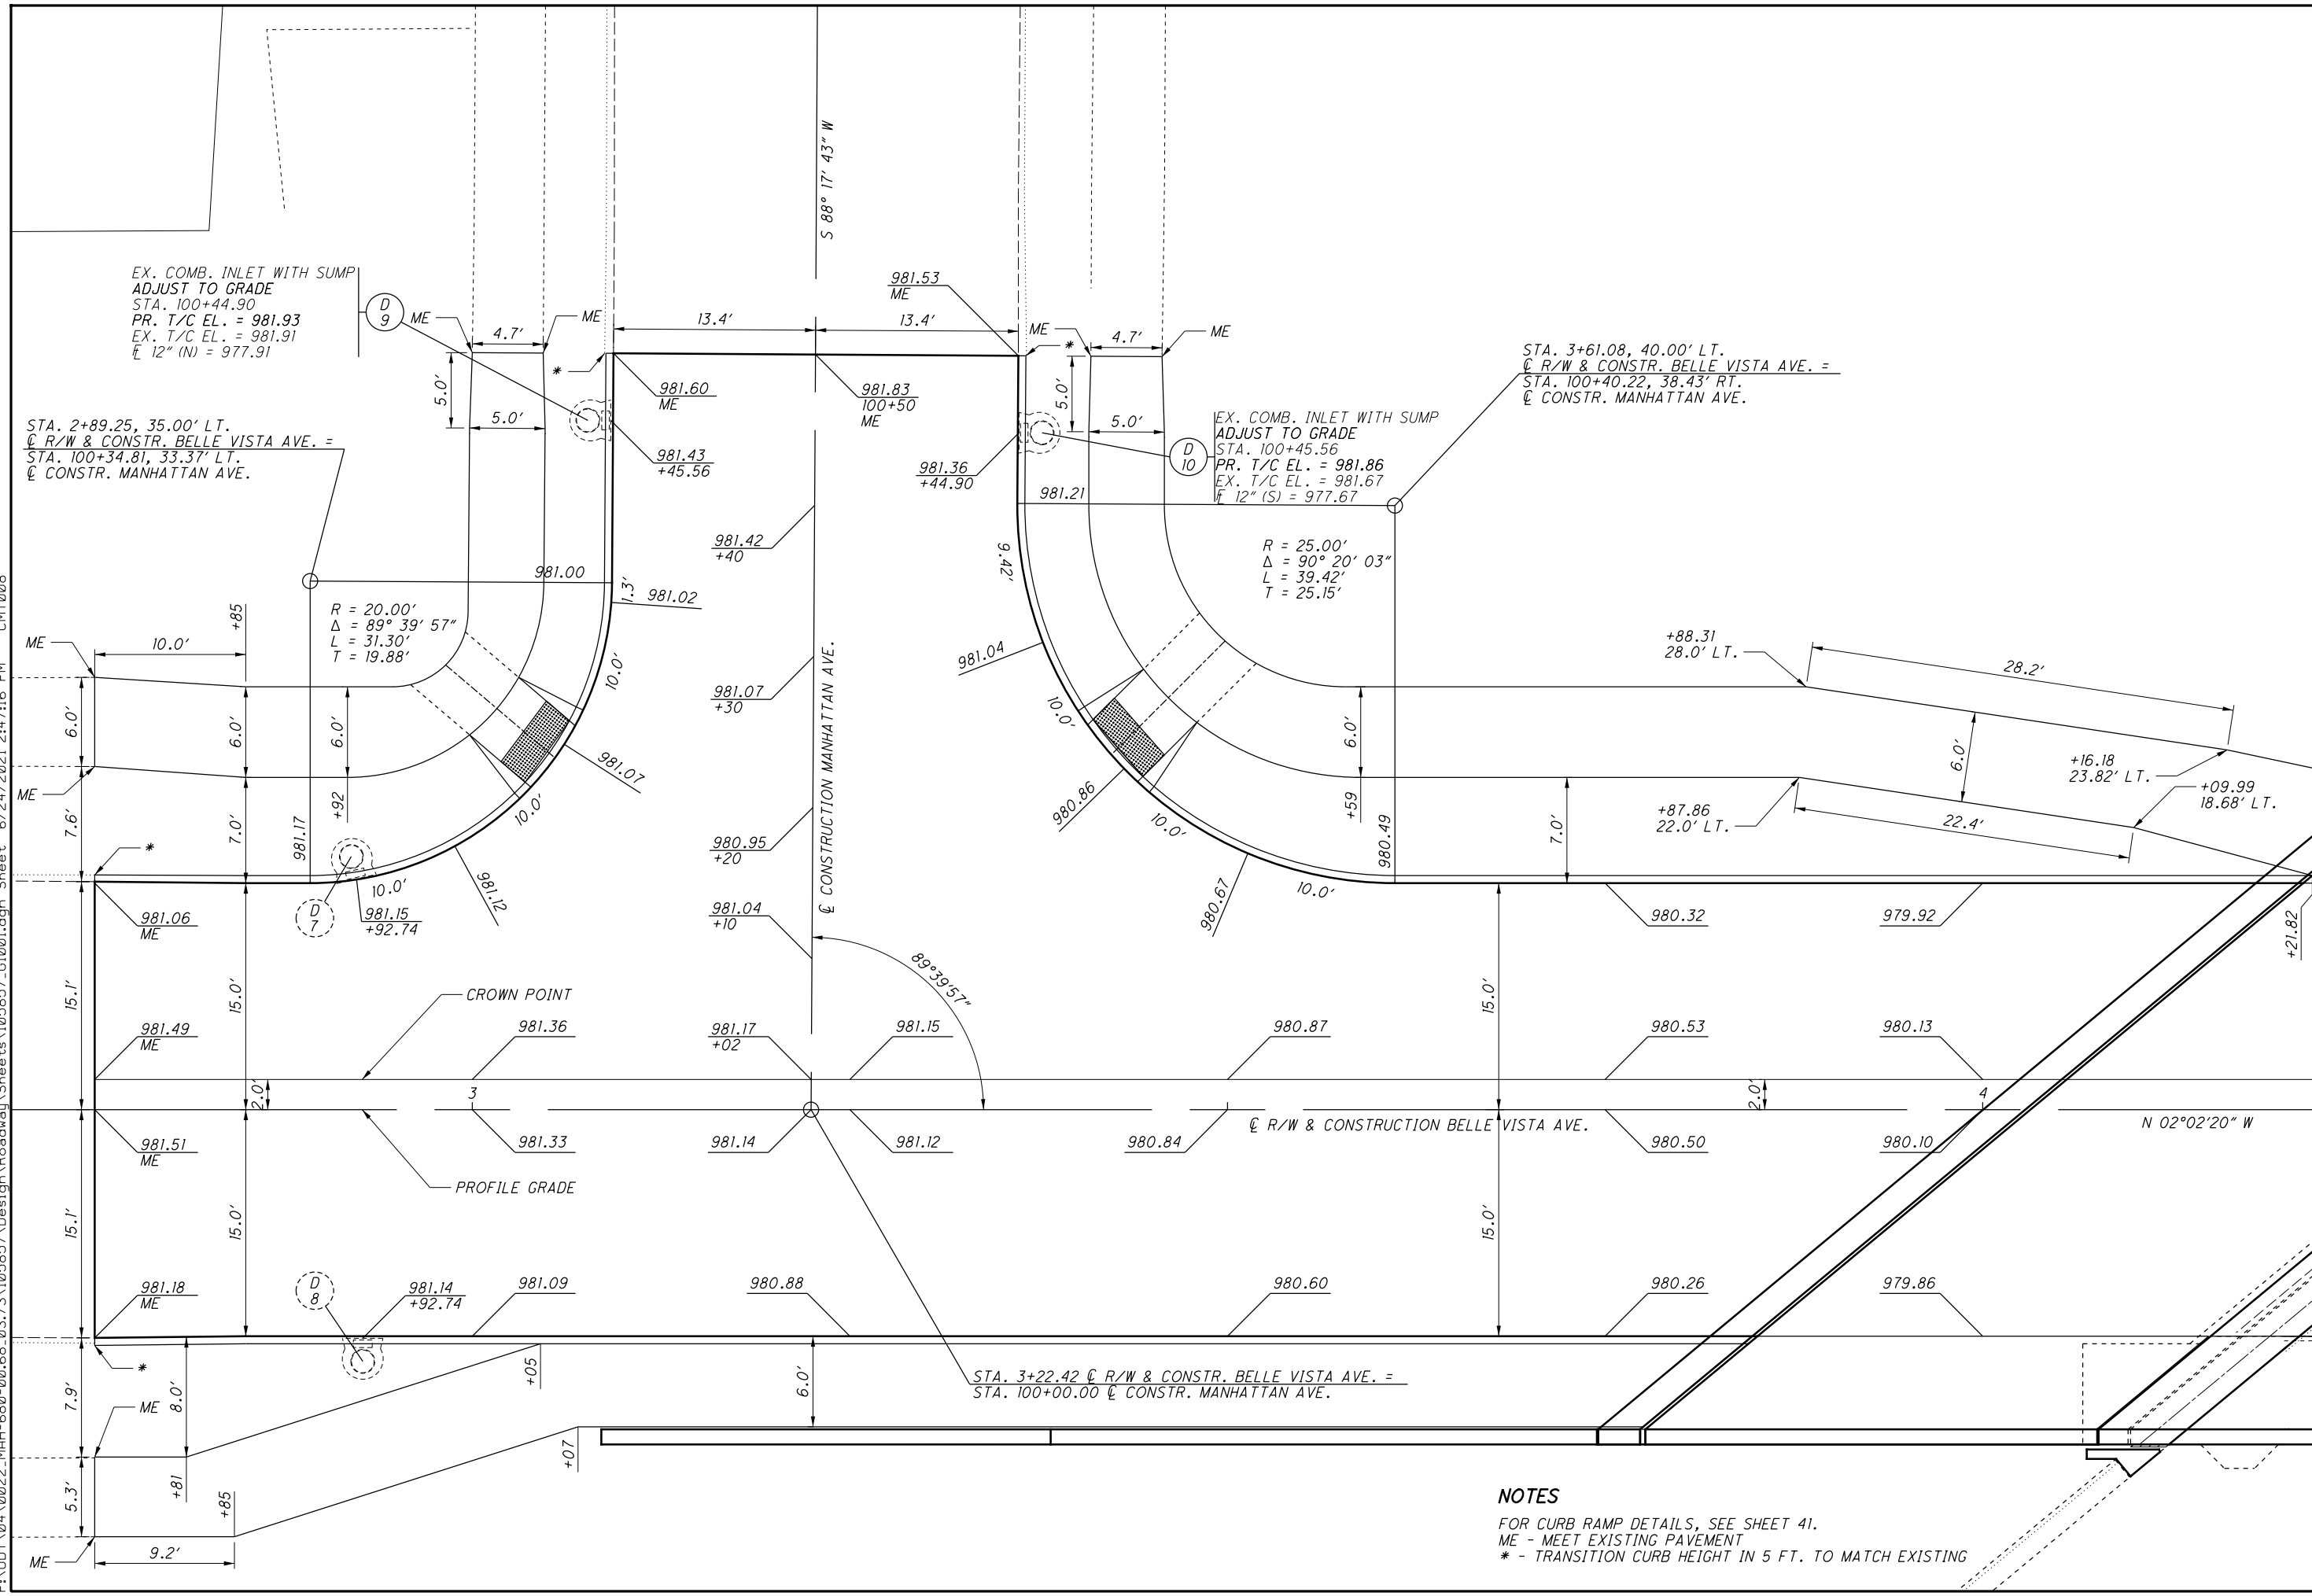 S 88° 17' 43" W
EX. COMB. INLET WITH SUMP
ADJUST TO GRADE
STA. 100+44.90
PR. T/C EL. = 981.93
EX. T/C EL. = 981.91
12" (N) = 977.91
D
9
ME
ME
4.7'
5.0'
5.0'
*
13.4'
13.4'
981.53
ME
981.60
ME
981.83
100+50
ME
981.43
+45.56
981.36
+44.90
ME
*
4.7'
ME
5.0'
5.0'
D
10
EX. COMB. INLET WITH SUMP
ADJUST TO GRADE
STA. 100+45.56
PR. T/C EL. = 981.86
EX. T/C EL. = 981.67
12" (S) = 977.67
STA. 3+61.08, 40.00' LT.
℄ R/W & CONSTR. BELLE VISTA AVE. =
STA. 100+40.22, 38.43' RT.
℄ CONSTR. MANHATTAN AVE.
STA. 2+89.25, 35.00' LT.
℄ R/W & CONSTR. BELLE VISTA AVE. =
STA. 100+34.81, 33.37' LT.
℄ CONSTR. MANHATTAN AVE.
981.21
R = 25.00'
Δ = 90° 20' 03"
L = 39.42'
T = 25.15'
981.42
+40
9.42'
981.00
1.3'
981.02
R = 20.00'
Δ = 89° 39' 57"
L = 31.30'
T = 19.88'
+85
ME
10.0'
6.0'
6.0'
6.0'
10.0'
981.07
+30
981.04
10.0'
981.07
10.0'
980.86
10.0'
6.0'
+59
+88.31
28.0' LT.
28.2'
6.0'
+16.18
23.82' LT.
+09.99
18.68' LT.
+87.86
22.0' LT.
22.4'
7.0'
980.49
ME
7.6'
7.0'
+92
981.17
*
10.0'
981.15
+92.74
D
7
981.12
980.95
+20
℄ CONSTRUCTION MANHATTAN AVE.
981.04
+10
980.67
10.0'
980.32
979.92
+21.82
981.06
ME
15.1'
15.0'
CROWN POINT
89°39'57"
15.0'
981.49
ME
981.36
981.17
+02
981.15
980.87
980.53
980.13
2.0'
3
2.0'
4
981.51
ME
981.33
981.14
981.12
980.84
℄ R/W & CONSTRUCTION BELLE VISTA AVE.
980.50
980.10
N 02°02'20" W
PROFILE GRADE
15.1'
15.0'
15.0'
981.18
ME
D
8
981.14
+92.74
981.09
980.88
980.60
980.26
979.86
*
7.9'
ME
8.0'
+05
6.0'
STA. 3+22.42 ℄ R/W & CONSTR. BELLE VISTA AVE. =
STA. 100+00.00 ℄ CONSTR. MANHATTAN AVE.
5.3'
+81
+85
+07
ME
9.2'
NOTES
FOR CURB RAMP DETAILS, SEE SHEET 41.
ME - MEET EXISTING PAVEMENT
* - TRANSITION CURB HEIGHT IN 5 FT. TO MATCH EXISTING